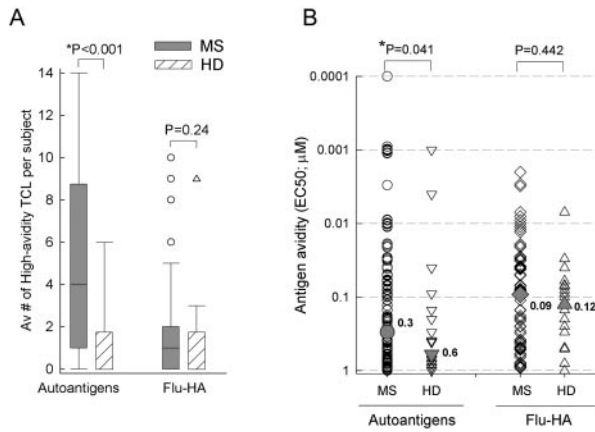 A
*P<0.001
MS
HD
P=0.24
Av # of High-avidity TCL per subject
14
12
10
8
6
4
2
0
Autoantigens Flu-HA
B
*P=0.041 P=0.442
Antigen avidity (EC50; μM)
0.0001
0.001
0.01
0.1
1
0.3
0.6
0.09
0.12
MS HD MS HD
Autoantigens Flu-HA